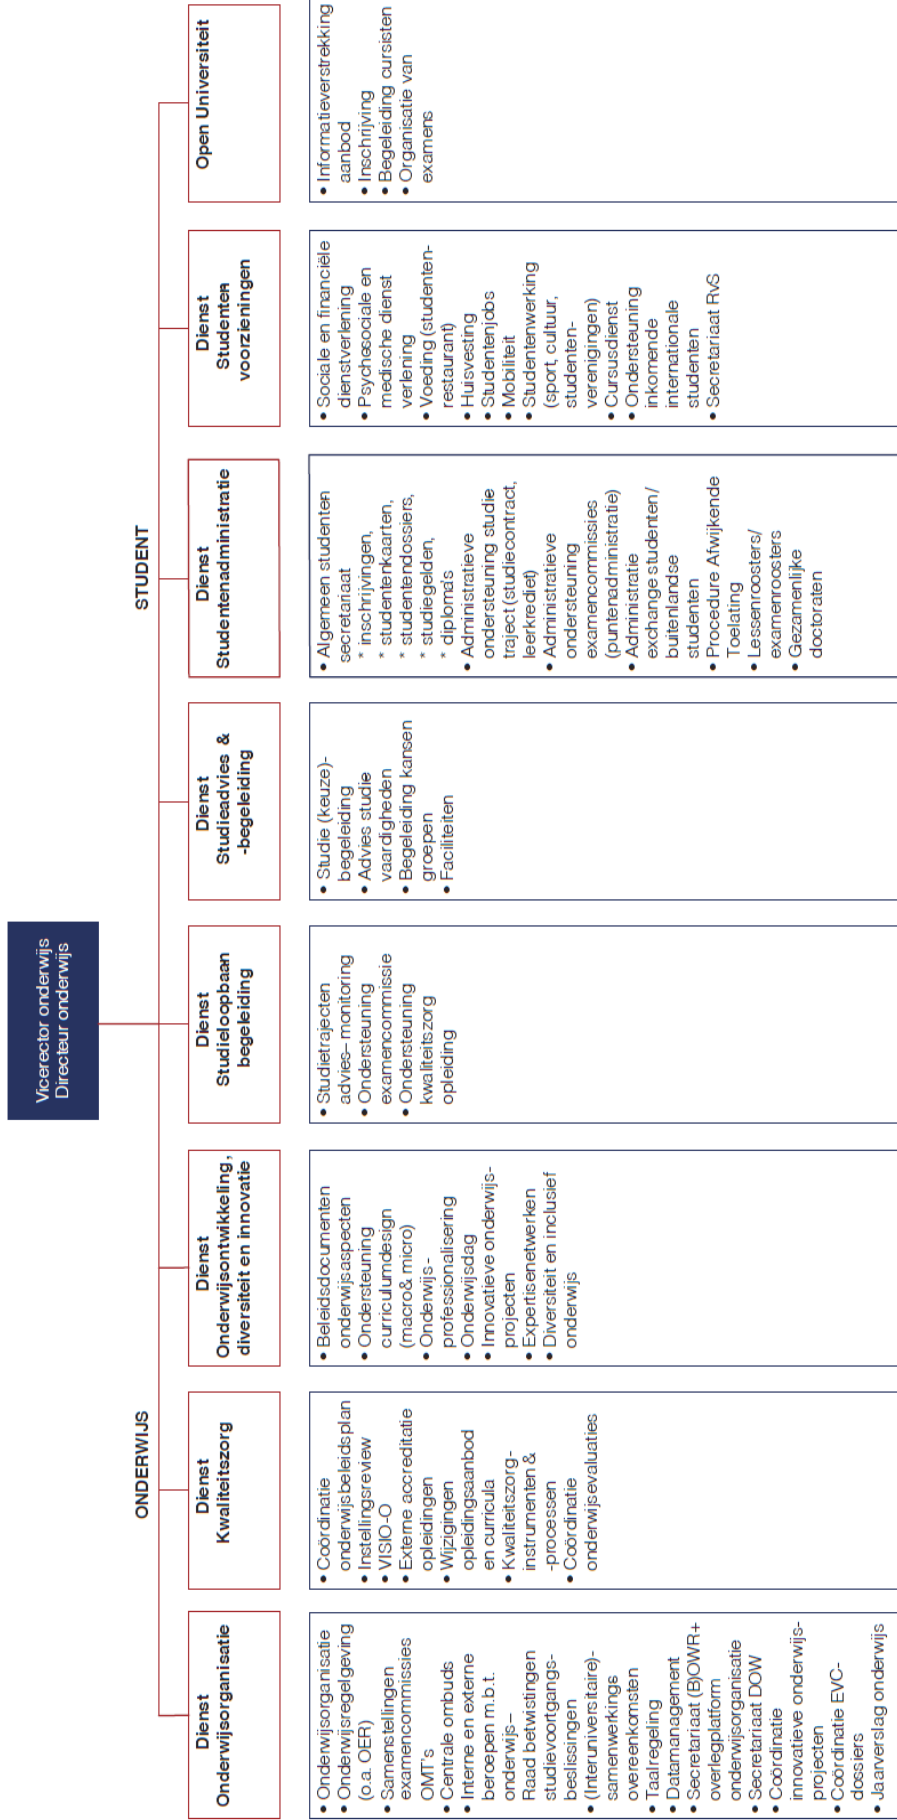 Vicerector onderwijs
Directeur onderwijs
ONDERWIJS
STUDENT
Dienst
Onderwijsorganisatie
• Onderwijsorganisatie
• Onderwijsregelgeving
(o.a. OER)
• Samenstellingen
examencommissies
OMT's
• Centrale ombuds
• Interne en externe
beroepen m.b.t.
onderwijs–
Raad betwistingen
studievoortgangs-
beslissingen
• (Interuniversitaire)-
samenwerkings
overeenkomsten
• Taalregeling
• Datamanagement
• Secretariaat (B)OWR+
overlegplatform
onderwijsorganisatie
• Secretariaat DOW
• Coördinatie
innovatieve onderwijs-
projecten
• Coördinatie EVC-
dossiers
• Jaarverslag onderwijs
Dienst
Kwaliteitszorg
• Coördinatie
onderwijsbeleidsplan
• Instellingsreview
• VISIO-O
• Externe accreditatie
opleidingen
• Wijzigingen
opleidingsaanbod
en curricula
• Kwaliteitszorg-
instrumenten &
-processen
• Coördinatie
onderwijsevaluaties
Dienst
Onderwijsontwikkeling,
diversiteit en innovatie
• Beleidsdocumenten
onderwijsaspecten
• Ondersteuning
curriculumdesign
(macro& micro)
• Onderwijs -
professionalisering
• Onderwijsdag
• Innovatieve onderwijs-
projecten
• Expertisenetwerken
• Diversiteit en inclusief
onderwijs
Dienst
Studieloopbaan
begeleiding
• Studietrajecten
advies– monitoring
• Ondersteuning
examencommissie
• Ondersteuning
kwaliteitszorg
opleiding
Dienst
Studieadvies &
-begeleiding
• Studie (keuze)-
begeleiding
• Advies studie
vaardigheden
• Begeleiding kansen
groepen
• Faciliteiten
Dienst
Studentenadministratie
• Algemeen studenten
secretariaat
* inschrijvingen,
* studentenkaarten,
* studentendossiers,
* studiegelden,
* diploma's
• Administratieve
ondersteuning studie
traject (studiecontract,
leerkrediet)
• Administratieve
ondersteuning
examencommissies
(puntenadministratie)
• Administratie
exchange studenten/
buitenlandse
studenten
• Procedure Afwijkende
Toelating
• Lessenroosters/
examenroosters
• Gezamenlijke
doctoraten
Dienst
Studenten
voorzieningen
• Sociale en financiële
dienstverlening
• Psychosociale en
medische dienst
verlening
• Voeding (studenten-
restaurant)
• Huisvesting
• Studentenjobs
• Mobiliteit
• Studentenwerking
(sport, cultuur,
studenten-
verenigingen)
• Cursusdienst
• Ondersteuning
inkomende
internationale
studenten
• Secretariaat RvS
Open Universiteit
• Informatieverstrekking
aanbod
• Inschrijving
• Begeleiding cursisten
• Organisatie van
examens